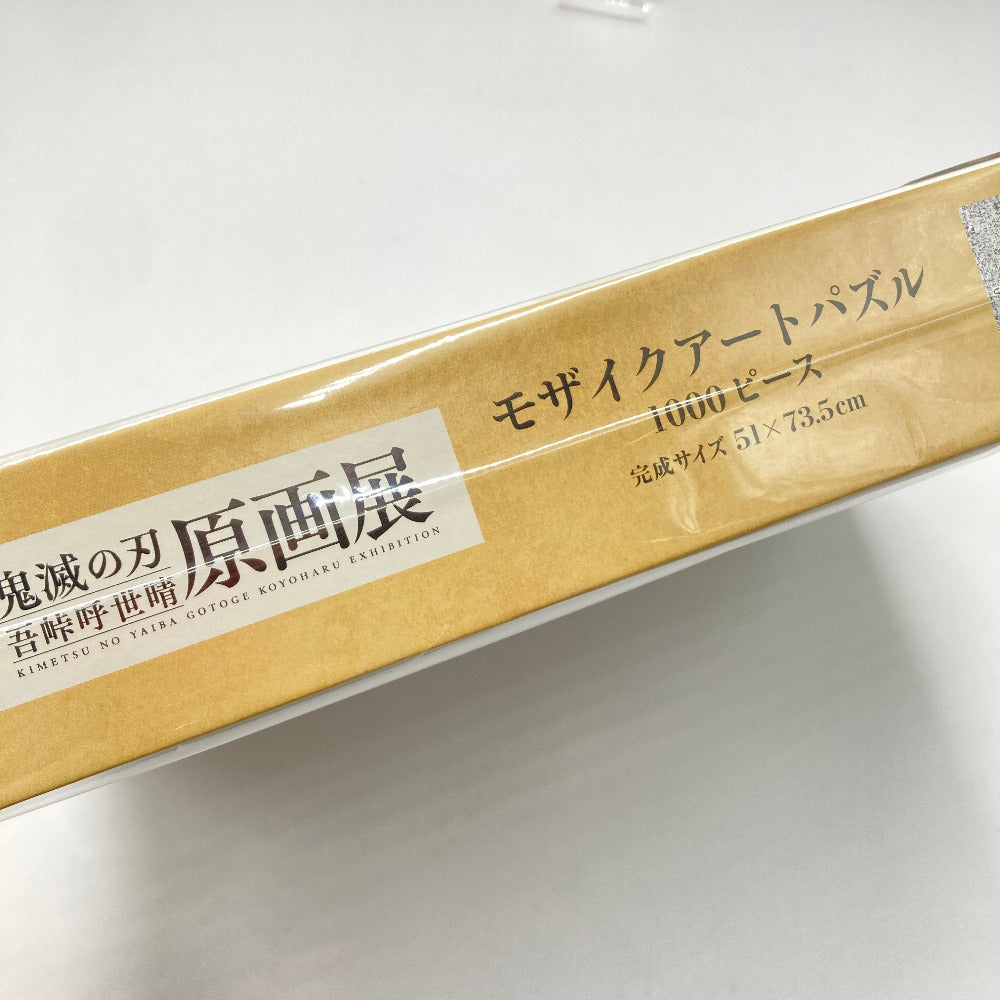 鬼滅の刃
吾峠呼世晴
原画展
KIMETSU NO YAIBA GOTOGE KOYOHARU EXHIBITION
モザイクアートパズル
1000ピース
完成サイズ 51×73.5cm